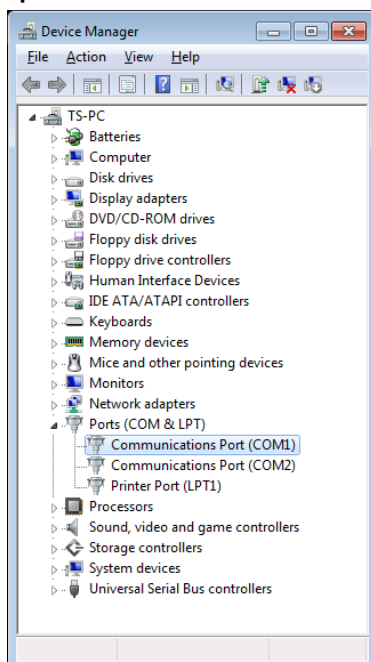 Device Manager
File Action View Help
TS-PC
Batteries
Computer
Disk drives
Display adapters
DVD/CD-ROM drives
Floppy disk drives
Floppy drive controllers
Human Interface Devices
IDE ATA/ATAPI controllers
Keyboards
Memory devices
Mice and other pointing devices
Monitors
Network adapters
Ports (COM & LPT)
Communications Port (COM1)
Communications Port (COM2)
Printer Port (LPT1)
Processors
Sound, video and game controllers
Storage controllers
System devices
Universal Serial Bus controllers